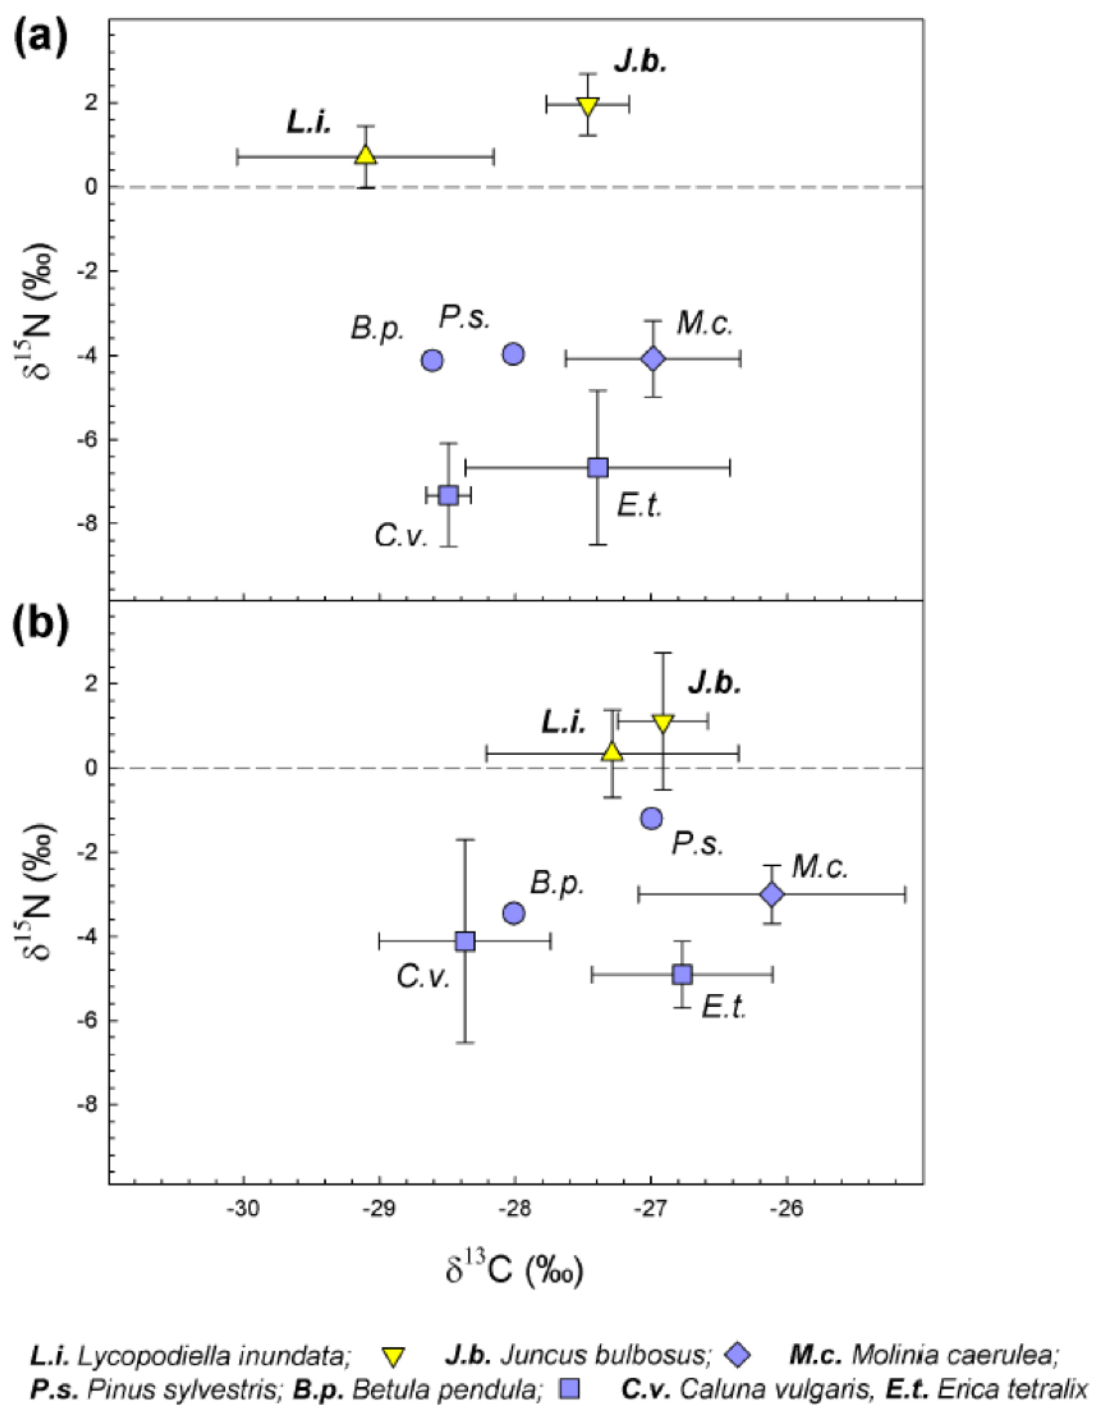 (a)
J.b.
L.i.
2
0
-2
-4
-6
-8
δ15N (‰)
B.p.
P.s.
M.c.
C.v.
E.t.
(b)
J.b.
L.i.
2
0
-2
-4
-6
-8
δ15N (‰)
P.s.
M.c.
B.p.
C.v.
E.t.
-30 -29 -28 -27 -26
δ13C (‰)
L.i. Lycopodiella inundata; J.b. Juncus bulbosus; M.c. Molinia caerulea;
P.s. Pinus sylvestris; B.p. Betula pendula; C.v. Caluna vulgaris, E.t. Erica tetralix